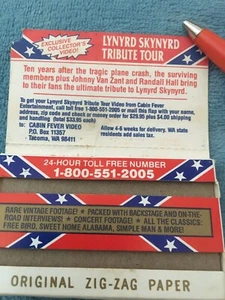 EXCLUSIVE
COLLECTOR'S
VIDEO!
LYNYRD SKYNYRD
TRIBUTE TOUR
Ten years after the tragic plane crash, the surviving
members plus Johnny Van Zant and Randall Hall bring
to their fans the ultimate tribute to Lynyrd Skynyrd.
To get your Lynyrd Skynyrd Tribute Tour Video from Cabin Fever
Entertainment, call toll free 1-800-551-2005 or mail this flap with your name,
address, zip code and check or money order for $29.95 plus $4.00 shipping
and handling (total $33.95 each)
to: CABIN FEVER VIDEO
P.O. Box 11357
Tacoma, WA 98411
Allow 4-6 weeks for delivery. WA state
residents add sales tax.
24-HOUR TOLL FREE NUMBER
1-800-551-2005
RARE VINTAGE FOOTAGE! * PACKED WITH BACKSTAGE AND ON-THE-
ROAD INTERVIEWS! * CONCERT FOOTAGE! * ALL THE CLASSICS:
FREE BIRD, SWEET HOME ALABAMA, SIMPLE MAN & MORE!
ORIGINAL ZIG-ZAG PAPER